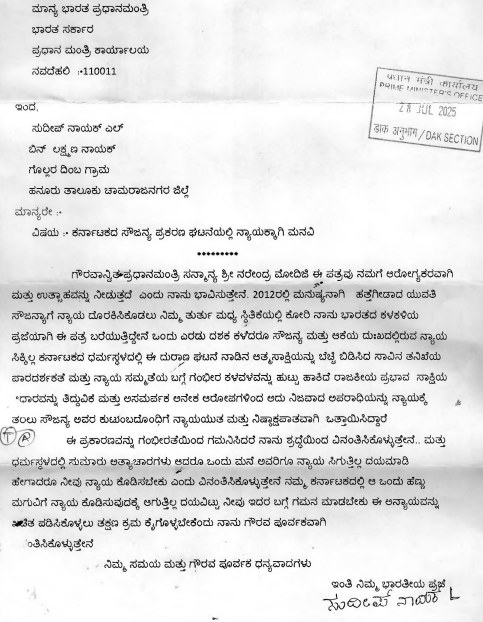 ಮಾನ್ಯ ಭಾರತ ಪ್ರಧಾನಮಂತ್ರಿ
ಭಾರತ ಸರ್ಕಾರ
ಪ್ರಧಾನ ಮಂತ್ರಿ ಕಾರ್ಯಾಲಯ
ನವದೆಹಲಿ :-110011
प्रधान मंत्री कार्यालय
PRIME MINISTER'S OFFICE
28 JUL 2025
डाक अनुभाग / DAK SECTION
ಇಂದ,
ಸುದೀಪ್ ನಾಯಕ್ ಎಲ್
ಬಿನ್ ಲಕ್ಷ್ಮಣ ನಾಯಕ್
ಗೊಲ್ಲರ ದಿಂಬ ಗ್ರಾಮ
ಹನೂರು ತಾಲೂಕು ಚಾಮರಾಜನಗರ ಜಿಲ್ಲೆ
ಮಾನ್ಯರೇ :-
ವಿಷಯ :- ಕರ್ನಾಟಕದ ಸೌಜನ್ಯ ಪ್ರಕರಣ ಘಟನೆಯಲ್ಲಿ ನ್ಯಾಯಕ್ಕಾಗಿ ಮನವಿ
*********
ಗೌರವಾನ್ವಿತ ಪ್ರಧಾನಮಂತ್ರಿ ಸನ್ಮಾನ್ಯ ಶ್ರೀ ನರೇಂದ್ರ ಮೋದಿಜಿ ಈ ಪತ್ರವು ನಮಗೆ ಆರೋಗ್ಯಕರವಾಗಿ
ಮತ್ತು ಉತ್ಸಾಹವನ್ನು ನೀಡುತ್ತದೆ ಎಂದು ನಾನು ಭಾವಿಸುತ್ತೇನೆ. 2012ರಲ್ಲಿ ಮನುಷ್ಯನಾಗಿ ಹತ್ತೆಗೀಡಾದ ಯುವತಿ
ಸೌಜನ್ಯಾಗೆ ನ್ಯಾಯ ದೊರಕಿಸಿಕೊಡಲು ನಿಮ್ಮ ತುರ್ತು ಮಧ್ಯ ಸ್ಥಿತಿಕೆಯಲ್ಲಿ ಕೋರಿ ನಾನು ಭಾರತದ ಕಳಕಳಿಯ
ಪ್ರಜೆಯಾಗಿ ಈ ಪತ್ರ ಬರೆಯುತ್ತಿದ್ದೇನೆ ಒಂದು ಎರಡು ದಶಕ ಕಳೆದರೂ ಸೌಜನ್ಯ ಮತ್ತು ಆಕೆಯ ದುಃಖದಲ್ಲಿರುವ ನ್ಯಾಯ
ಸಿಕ್ಕಿಲ್ಲ ಕರ್ನಾಟಕದ ಧರ್ಮಸ್ಥಳದಲ್ಲಿ ಈ ದುರಾಣ ಘಟನೆ ನಾಡಿನ ಆತ್ಮಸಾಕ್ಷಿಯನ್ನು ಬೆಚ್ಚಿ ಬಿಡಿಸಿದ ಸಾವಿನ ತನಿಖೆಯ
ಪಾರದರ್ಶಕತೆ ಮತ್ತು ನ್ಯಾಯ ಸಮ್ಮತೆಯ ಬಗ್ಗೆ ಗಂಭೀರ ಕಳವಳವನ್ನು ಹುಟ್ಟು ಹಾಕಿದೆ ರಾಜಕೀಯ ಪ್ರಭಾವ ಸಾಕ್ಷಿಯ
ಧಾರವನ್ನು ತಿದ್ದುವಿಕೆ ಮತ್ತು ಅಸಮರ್ಪಕ ಅನೇಕ ಆರೋಪಗಳಿಂದ ಅದು ನಿಜವಾದ ಅಪರಾಧಿಯನ್ನು ನ್ಯಾಯಕ್ಕೆ
ತರಲು ಸೌಜನ್ಯ ಅವರ ಕುಟುಂಬದೊಂಧಿಗೆ ನ್ಯಾಯಯುತ ಮತ್ತು ನಿಷ್ಪಾಕ್ಷಪಾತವಾಗಿ ಒತ್ತಾಯಿಸಿದ್ದಾರೆ
ಈ ಪ್ರಕಾರಣವನ್ನು ಗಂಭೀರತೆಯಿಂದ ಗಮನಿಸಿದರೆ ನಾನು ಶ್ರದ್ಧೆಯಿಂದ ವಿನಂತಿಸಿಕೊಳ್ಳುತೇನೆ.. ಮತ್ತು
ಧರ್ಮಸ್ಥಳದಲ್ಲಿ ಸುಮಾರು ಅತ್ಯಾಚಾರಗಳು ಆದರೂ ಒಂದು ಮನೆ ಅವರಿಗೂ ನ್ಯಾಯ ಸಿಗುತ್ತಿಲ್ಲ ದಯಮಾಡಿ
ಹೇಗಾದರೂ ನೀವು ನ್ಯಾಯ ಕೊಡಿಸಬೇಕು ಎಂದು ವಿನಂತಿಸಿಕೊಳ್ಳುತೇನೆ ನಮ್ಮ ಕರ್ನಾಟಕದಲ್ಲಿ ಆ ಒಂದು ಹೆಣ್ಣು
ಮಗುವಿಗೆ ನ್ಯಾಯ ಕೊಡಿಸುವುದಕ್ಕೆ ಆಗುತ್ತಿಲ್ಲ ದಯವಿಟ್ಟು ನೀವು ಇದರ ಬಗ್ಗೆ ಗಮನ ಮಾಡಬೇಕು ಈ ಅನ್ಯಾಯವನ್ನು
ಪಡಿಸಿಕೊಳ್ಳಲು ತಕ್ಷಣ ಕ್ರಮ ಕೈಗೊಳ್ಳಬೇಕೆಂದು ನಾನು ಗೌರವ ಪೂರ್ವಕವಾಗಿ
ಂತಿಸಿಕೊಳ್ಳುತ್ತೇನೆ
ನಿಮ್ಮ ಸಮಯ ಮತ್ತು ಗೌರವ ಪೂರ್ವಕ ಧನ್ಯವಾದಗಳು
ಇಂತಿ ನಿಮ್ಮ ಭಾರತೀಯ ಪ್ರಜೆ
ಸುದೀಪ್ ನಾಯಕ L